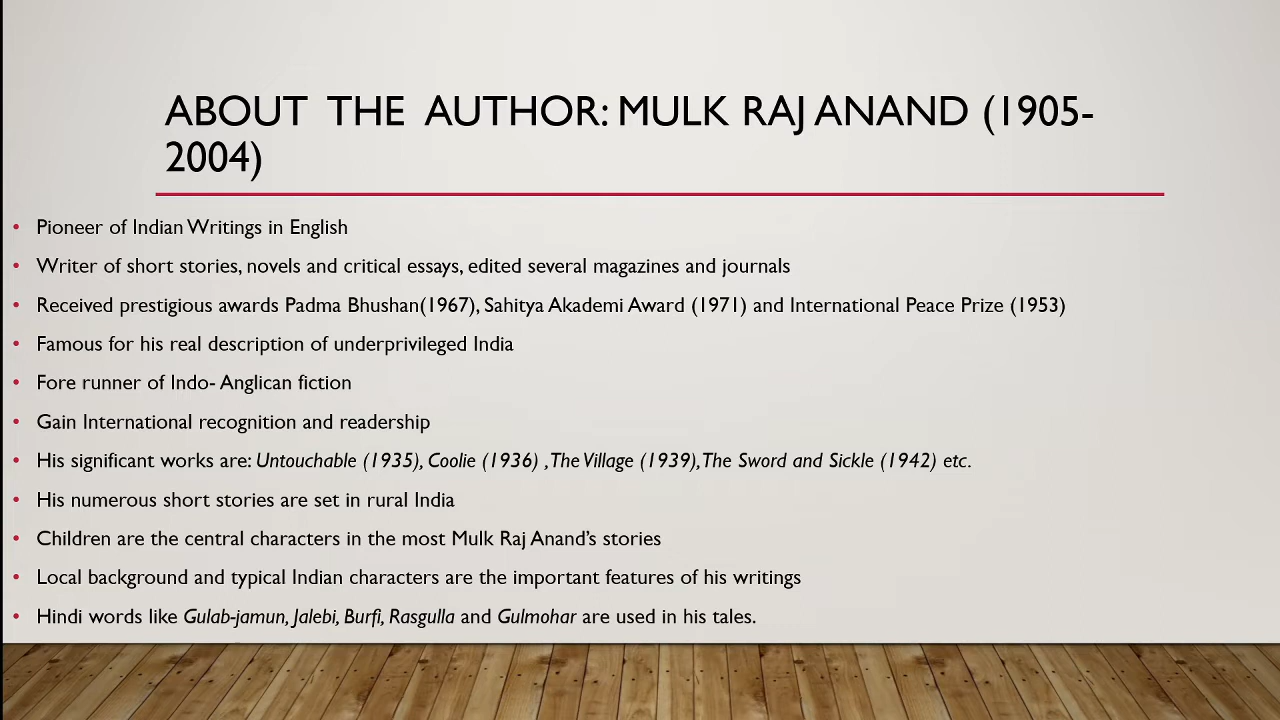 ABOUT THE AUTHOR: MULK RAJ ANAND (1905-
2004)
• Pioneer of Indian Writings in English
• Writer of short stories, novels and critical essays, edited several magazines and journals
• Received prestigious awards Padma Bhushan(1967), Sahitya Akademi Award (1971) and International Peace Prize (1953)
• Famous for his real description of underprivileged India
• Fore runner of Indo- Anglican fiction
• Gain International recognition and readership
• His significant works are: Untouchable (1935), Coolie (1936) ,The Village (1939),The Sword and Sickle (1942) etc.
• His numerous short stories are set in rural India
• Children are the central characters in the most Mulk Raj Anand’s stories
• Local background and typical Indian characters are the important features of his writings
• Hindi words like Gulab-jamun, Jalebi, Burfi, Rasgulla and Gulmohar are used in his tales.